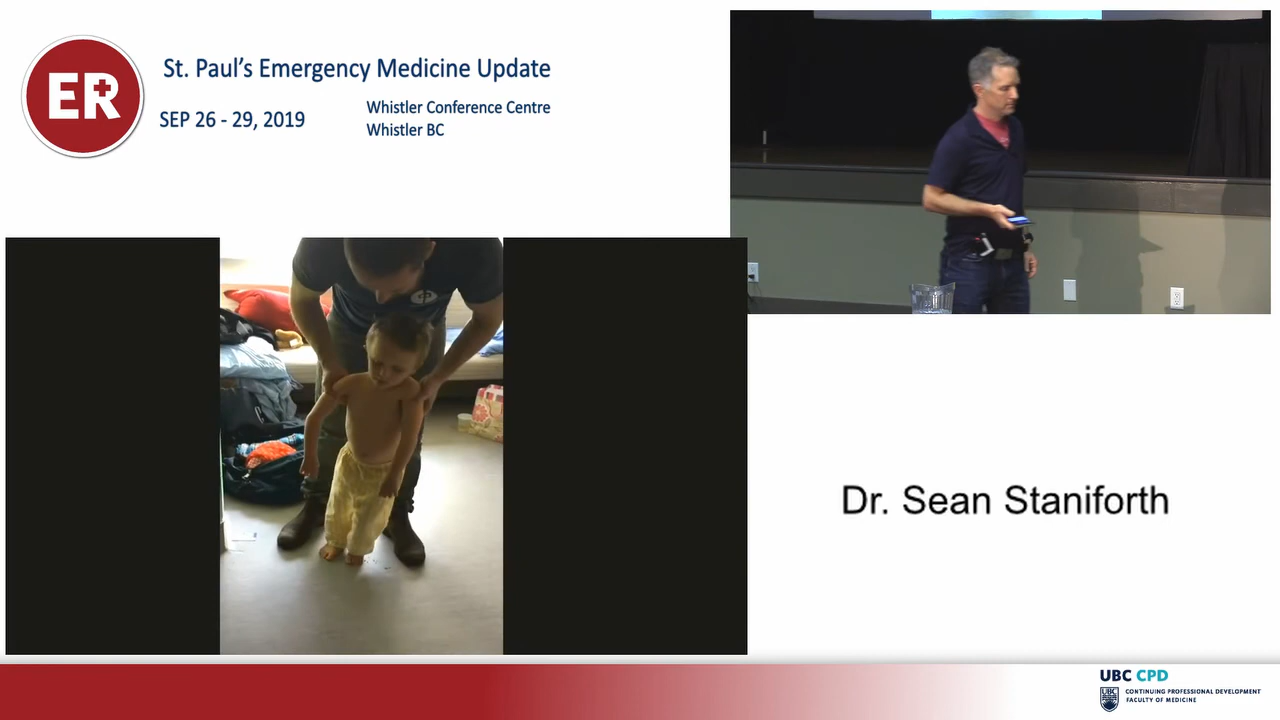 ER
St. Paul's Emergency Medicine Update
SEP 26 - 29, 2019
Whistler Conference Centre
Whistler BC
Dr. Sean Staniforth
UBC CPD
UBC
CONTINUING PROFESSIONAL DEVELOPMENT
FACULTY OF MEDICINE